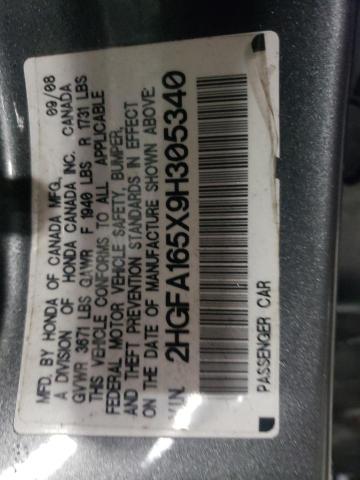 MFD. BY HONDA OF CANADA MFG. 09/08
A DIVISION OF HONDA CANADA INC. CANADA
GVWR 3671 LBS GAWR F 1940 LBS R 1731 LBS
THIS VEHICLE CONFORMS TO ALL APPLICABLE
FEDERAL MOTOR VEHICLE SAFETY, BUMPER,
AND THEFT PREVENTION STANDARDS IN EFFECT
ON THE DATE OF MANUFACTURE SHOWN ABOVE.
V.I.N. 2HGFA165X9H305340
PASSENGER CAR